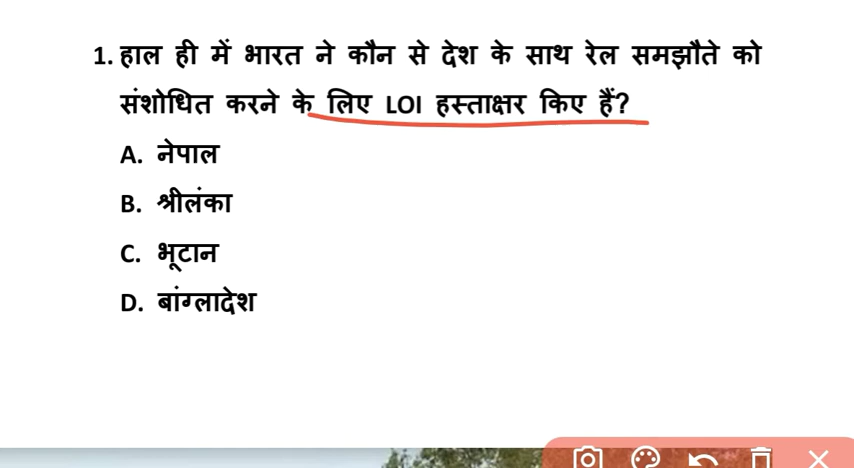 1. हाल ही में भारत ने कौन से देश के साथ रेल समझौते को
संशोधित करने के लिए LOI हस्ताक्षर किए हैं?
A. नेपाल
B. श्रीलंका
C. भूटान
D. बांग्लादेश